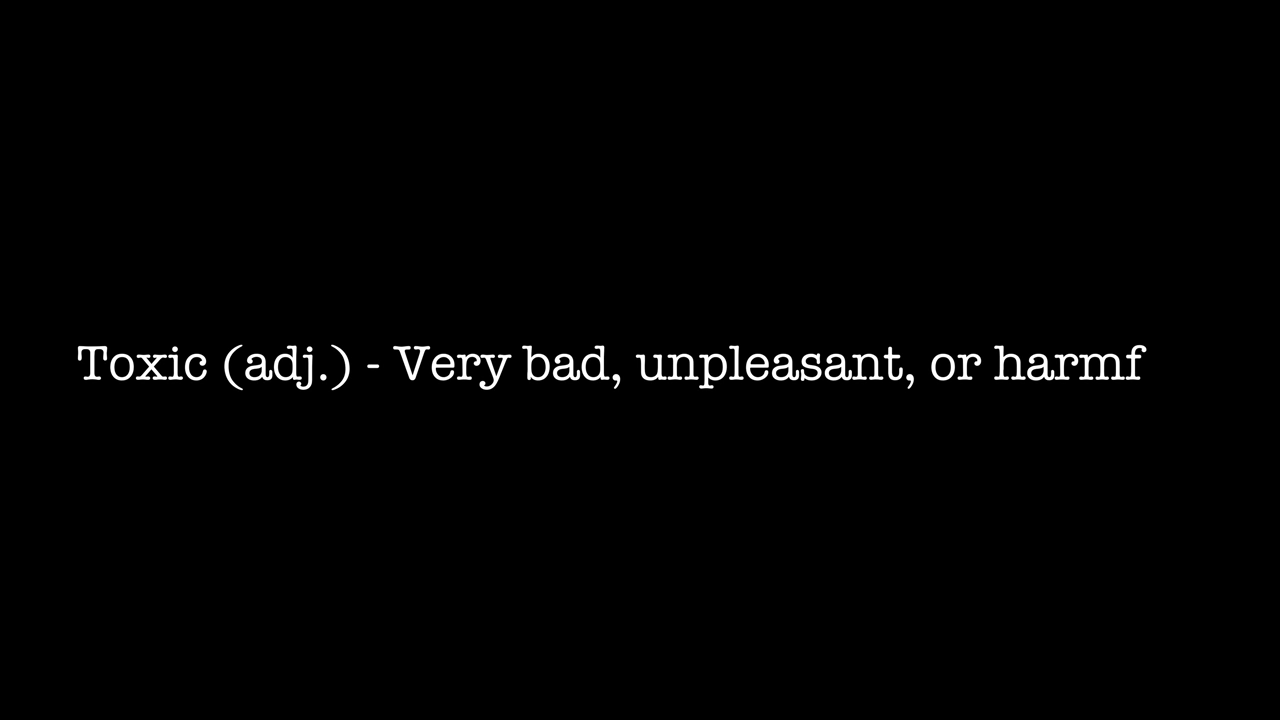 Toxic (adj.) - Very bad, unpleasant, or harmf